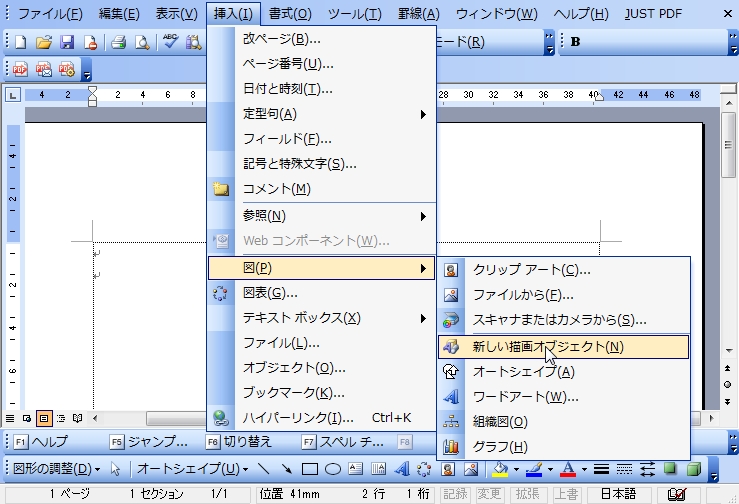 ファイル(F) 編集(E) 表示(V) 挿入(I) 書式(O) ツール(T) 罫線(A) ウィンドウ(W) ヘルプ(H) JUST PDF ×
モード(R) B
L 4 2 2 4 6 8 30 32 34 36 38 40 42 44 46 48
改ページ(B)...
ページ番号(U)...
日付と時刻(T)...
定型句(A)
フィールド(F)...
記号と特殊文字(S)...
コメント(M)
参照(N)
Web コンポーネント(W)...
図(P)
図表(G)...
テキスト ボックス(X)
ファイル(L)...
オブジェクト(O)...
ブックマーク(K)...
ハイパーリンク(I)... Ctrl+K
クリップ アート(C)...
ファイルから(F)...
スキャナまたはカメラから(S)...
新しい描画オブジェクト(N)
オートシェイプ(A)
ワードアート(W)...
組織図(O)
グラフ(H)
F1 ヘルプ F5 ジャンプ... F6 切り替え F7 スペル チ... F8
図形の調整(D) オートシェイプ(U)
1 ページ 1 セクション 1/1 位置 41mm 2 行 1 桁 記録 変更 拡張 上書 日本語